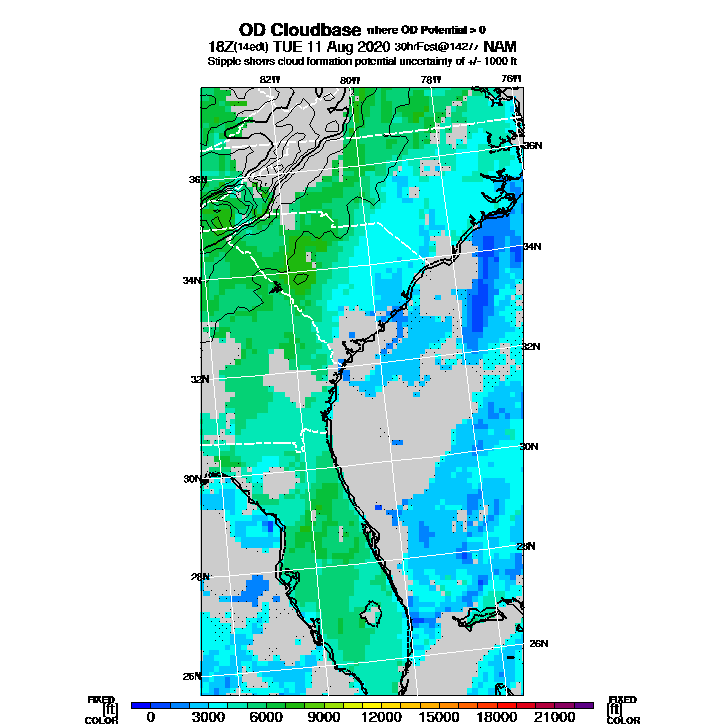 OD Cloudbase where OD Potential > 0
18Z(14edt) TUE 11 Aug 2020 30hrFcst@1427z NAM
Stipple shows cloud formation potential uncertainty of +/- 1000 ft
82W 80W 78W 76W
36N
36N
34N
34N
32N
32N
30N
30N
28N
28N
26N
26N
FIXED FIXED
[ft] [ft]
COLOR COLOR
0 3000 6000 9000 12000 15000 18000 21000